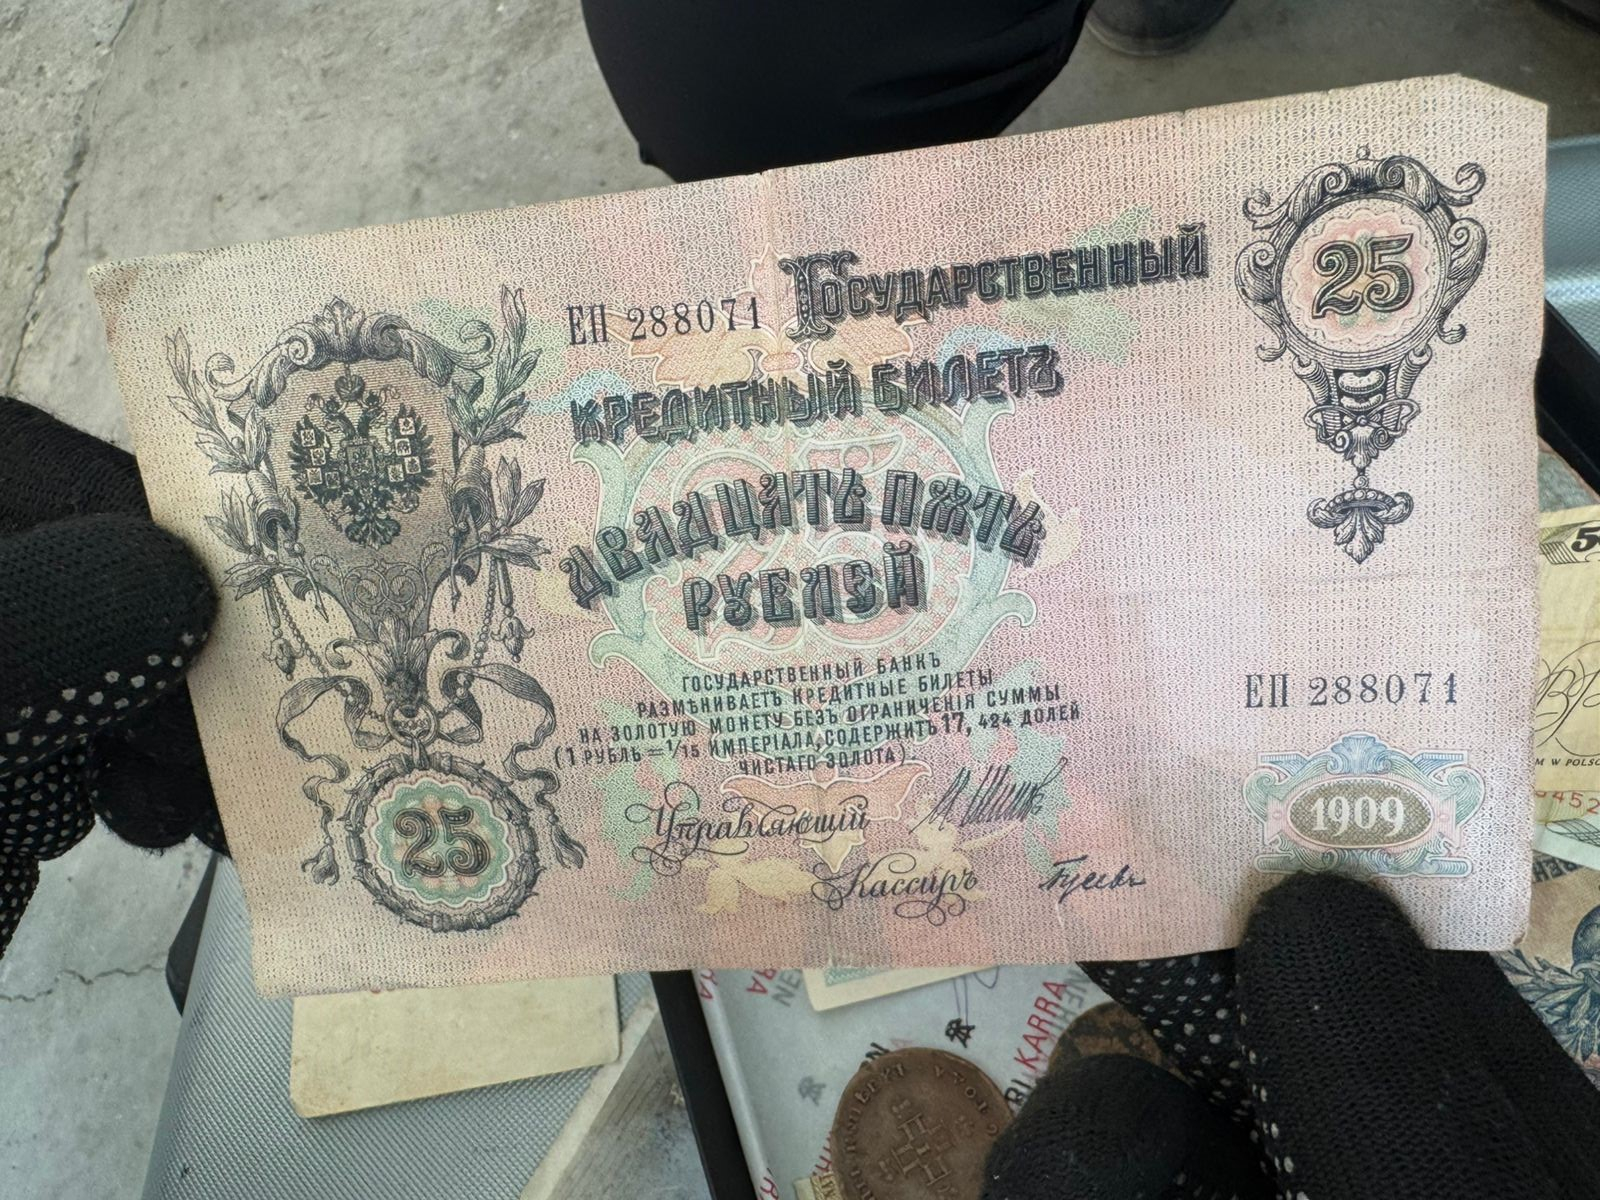 ЕП 288071
Государственный
25
Кредитный Билетъ
Двадцать пять
рублей
Государственный банкъ
размѣниваетъ кредитные билеты
на золотую монету безъ ограниченія суммы
(1 рубль = 1/15 имперіала, содержитъ 17, 424 долей
чистаго золота).
ЕП 288071
Управляющій
25
1909
Кассиръ
KARRA